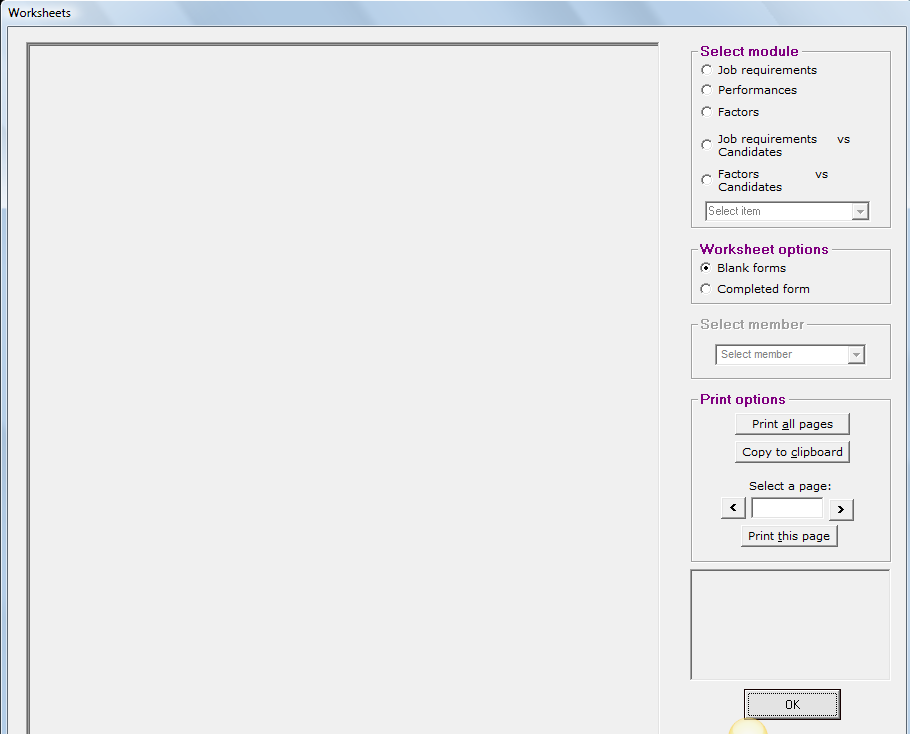 Worksheets
Select module
Job requirements
Performances
Factors
Job requirements vs
Candidates
Factors vs
Candidates
Select item
Worksheet options
Blank forms
Completed form
Select member
Select member
Print options
Print all pages
Copy to clipboard
Select a page:
< >
Print this page
OK